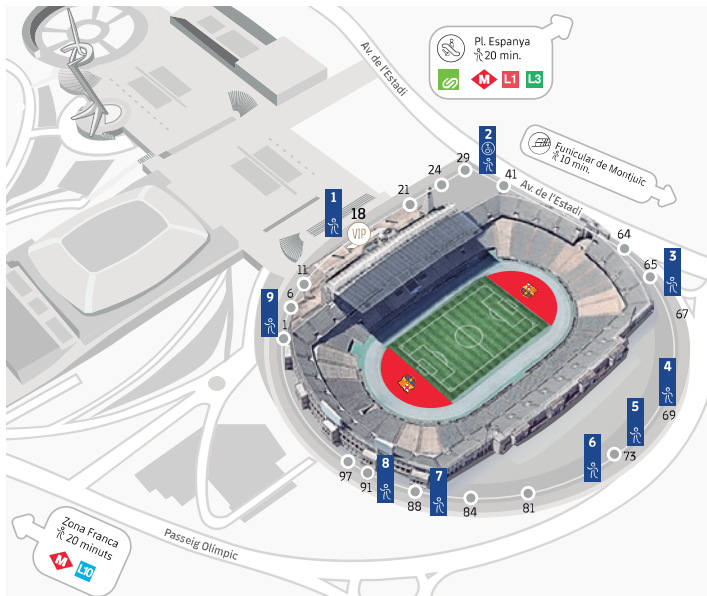 Av. de l'Estadi
Pl. Espanya
20 min.
M
L1
L3
2
Funicular de Montjuïc
10 min.
29
24
41
Av. de l'Estadi
21
1
18
VIP
64
3
65
11
6
9
67
1
4
5
69
6
73
97
91
8
7
88
84
81
Zona Franca
20 minuts
M
L10
Passeig Olímpic